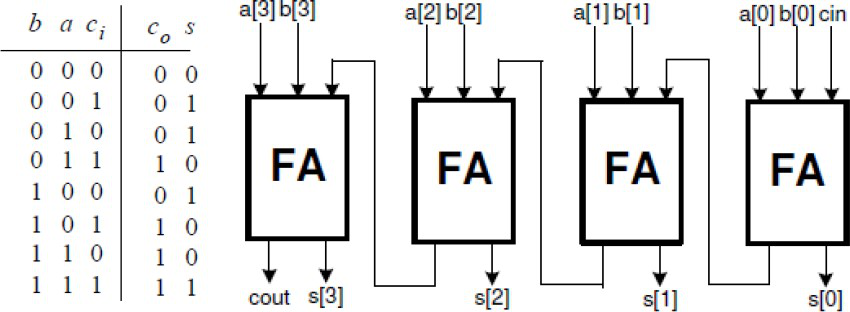 b a ci co s
0 0 0 0 0
0 0 1 0 1
0 1 0 0 1
0 1 1 1 0
1 0 0 0 1
1 0 1 1 0
1 1 0 1 0
1 1 1 1 1
a[3] b[3] a[2] b[2] a[1] b[1] a[0] b[0] cin
FA FA FA FA
cout s[3] s[2] s[1] s[0]